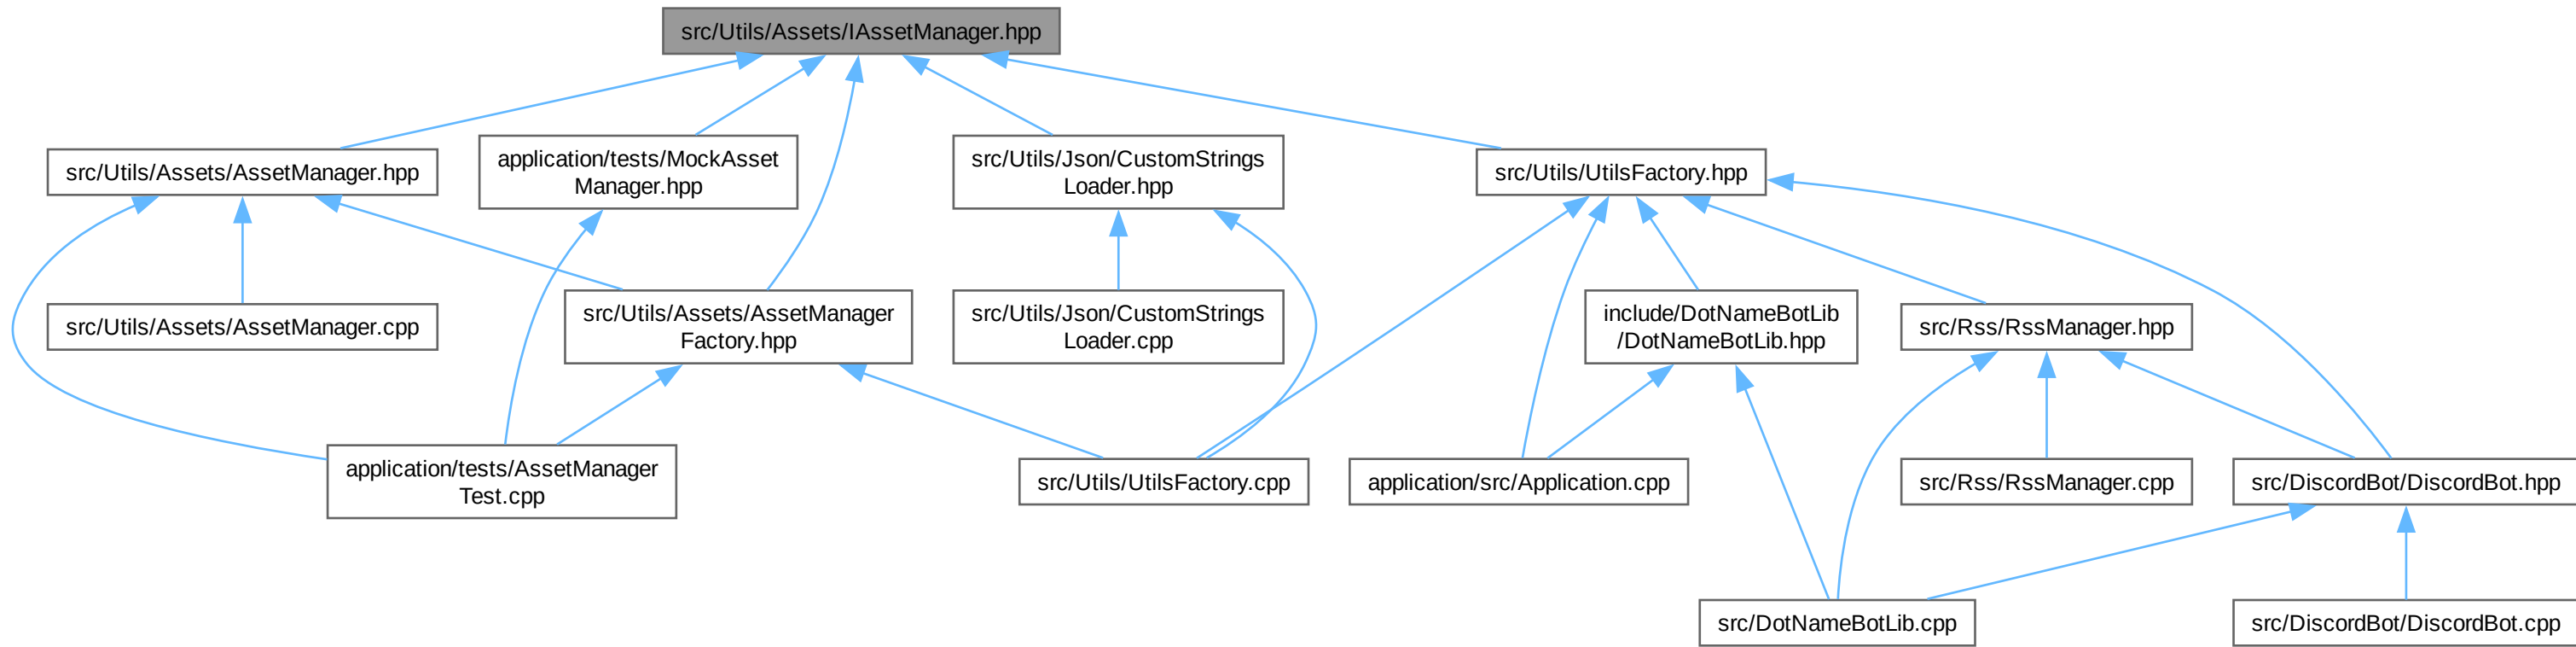 src/Utils/Assets/IAssetManager.hpp
src/Utils/Assets/AssetManager.hpp
application/tests/MockAsset
Manager.hpp
src/Utils/Json/CustomStrings
Loader.hpp
src/Utils/UtilsFactory.hpp
src/Utils/Assets/AssetManager.cpp
src/Utils/Assets/AssetManager
Factory.hpp
src/Utils/Json/CustomStrings
Loader.cpp
include/DotNameBotLib
/DotNameBotLib.hpp
src/Rss/RssManager.hpp
application/tests/AssetManager
Test.cpp
src/Utils/UtilsFactory.cpp
application/src/Application.cpp
src/Rss/RssManager.cpp
src/DiscordBot/DiscordBot.hpp
src/DotNameBotLib.cpp
src/DiscordBot/DiscordBot.cpp